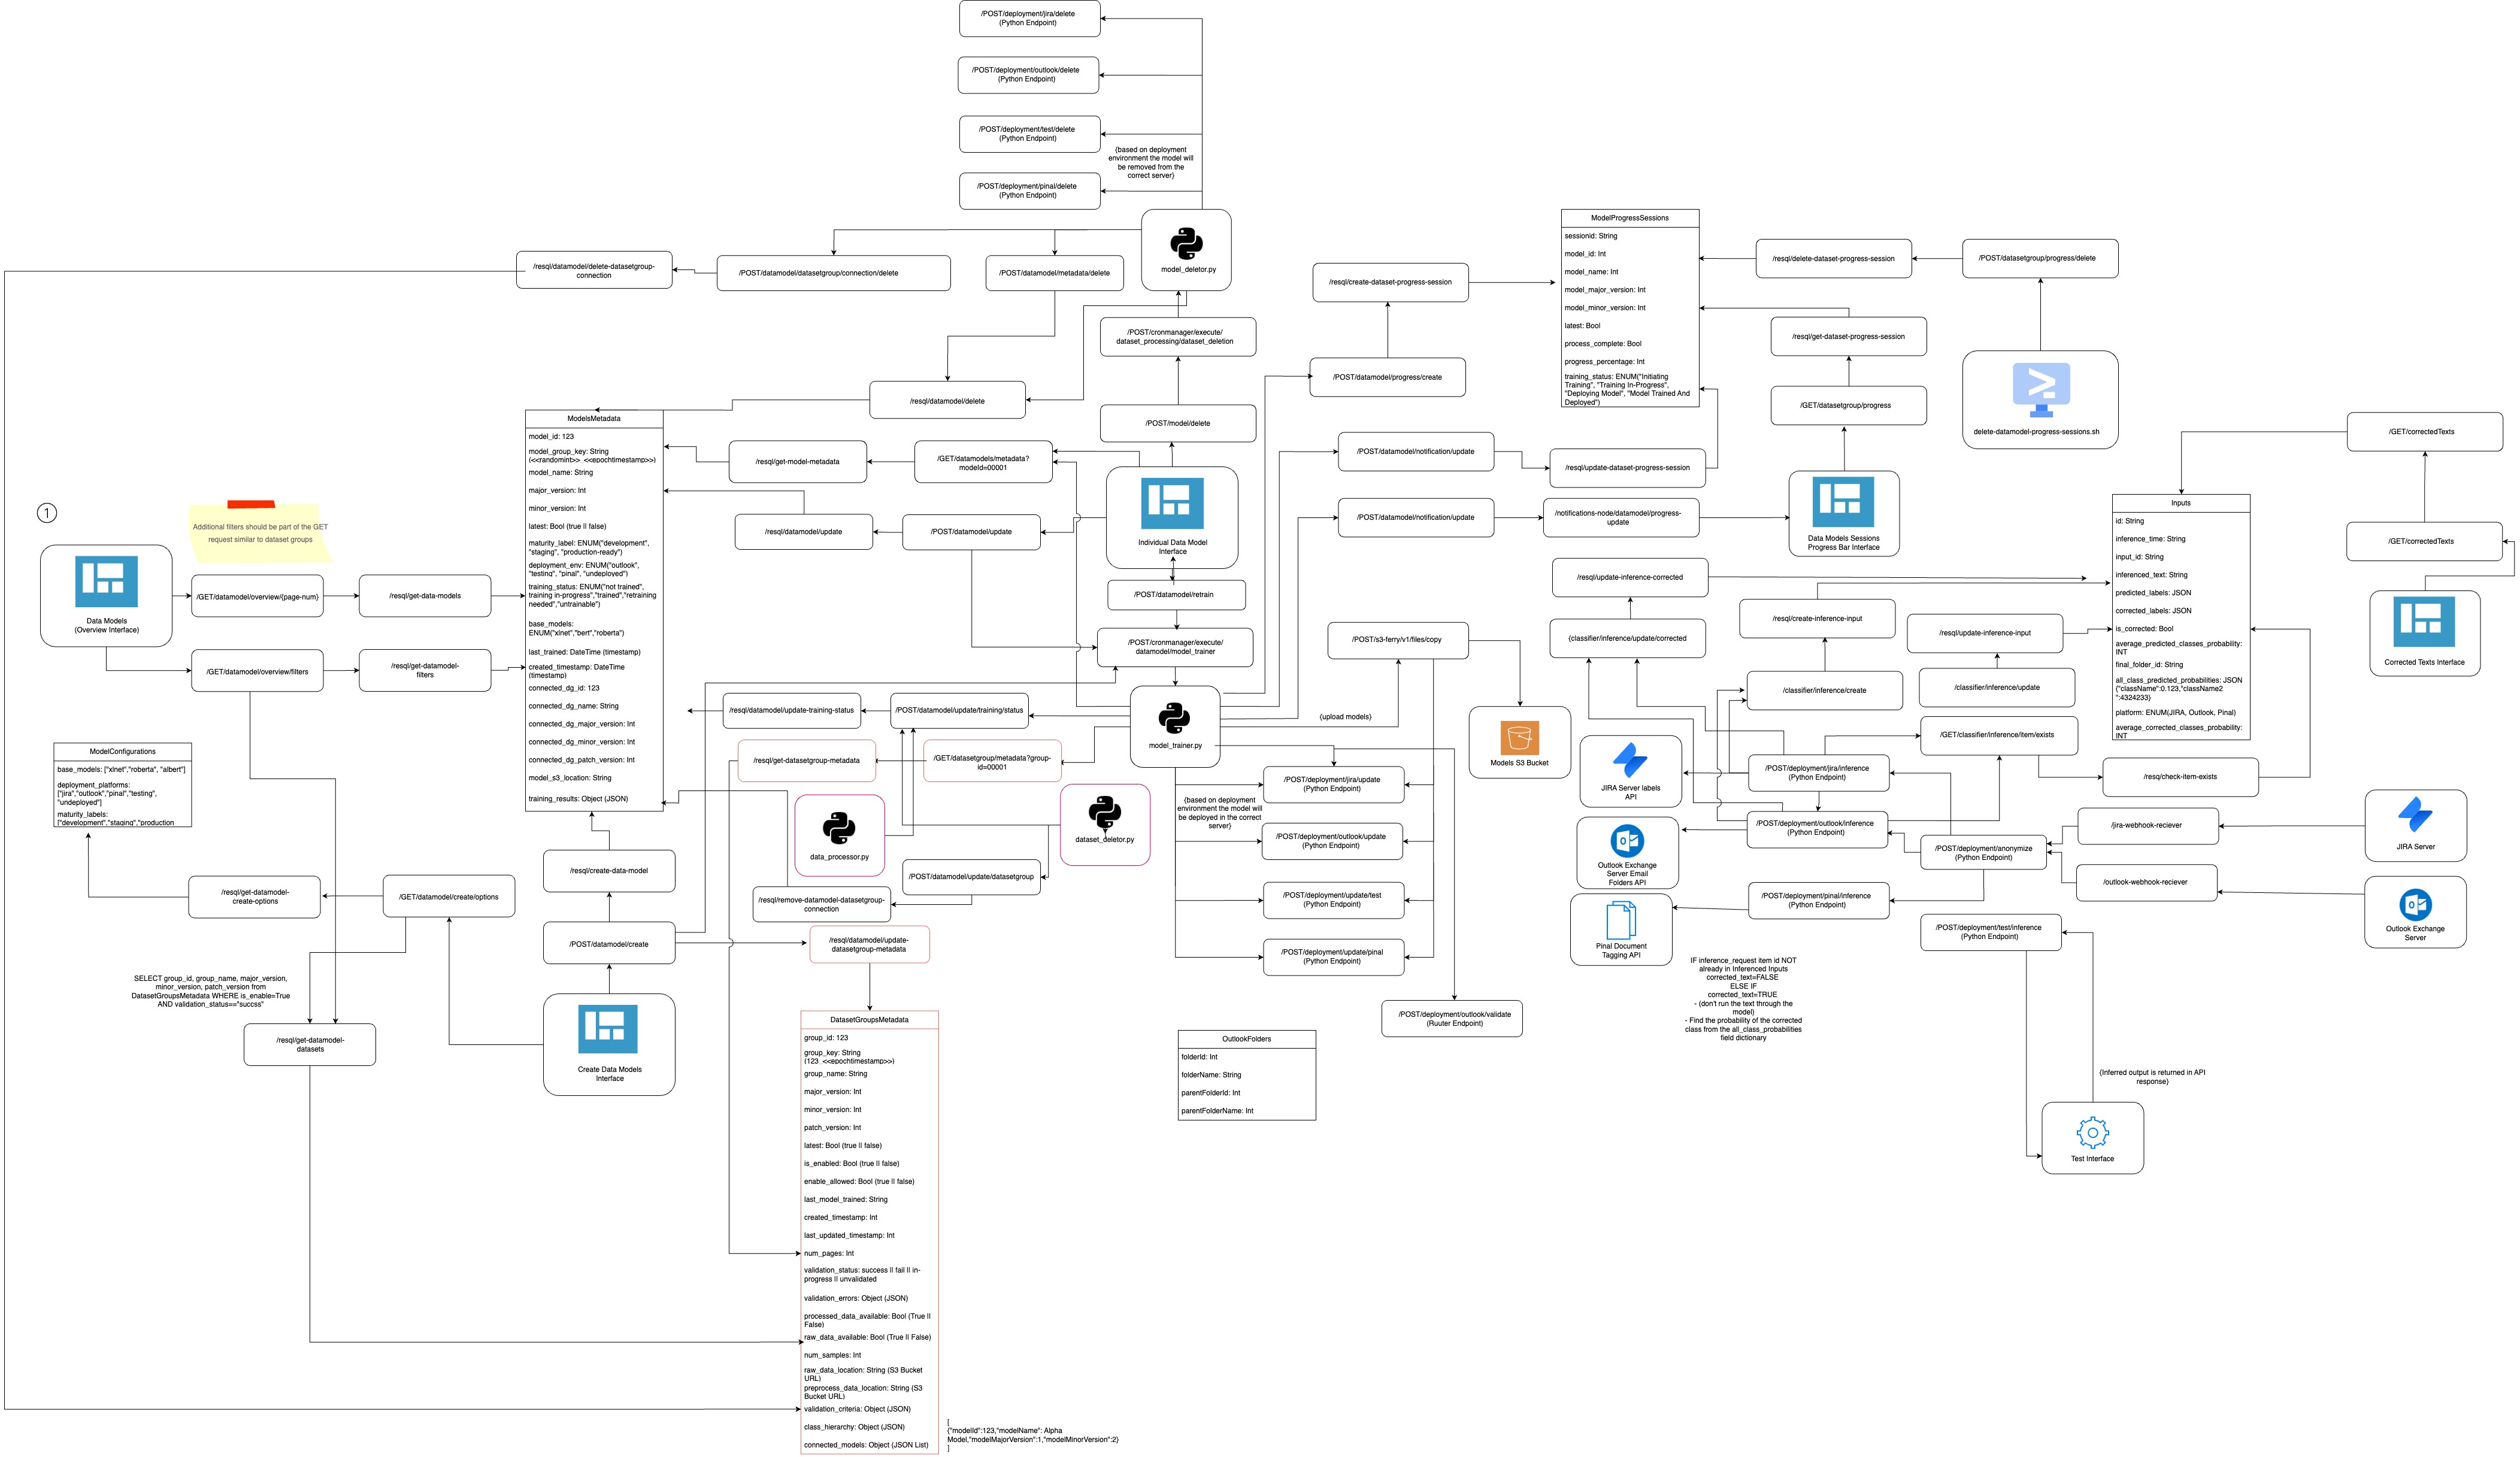 /POST/deployment/jira/delete
(Python Endpoint)
/POST/deployment/outlook/delete
(Python Endpoint)
/POST/deployment/test/delete
(Python Endpoint)
{based on deployment
environment the model will
be removed from the
correct server}
/POST/deployment/pinal/delete
(Python Endpoint)
model_deletor.py
/resql/datamodel/delete-datasetgroup-
connection
/POST/datamodel/datasetgroup/connection/delete
/POST/datamodel/metadata/delete
/POST/cronmanager/execute/
dataset_processing/dataset_deletion
/resql/datamodel/delete
/POST/model/delete
ModelsMetadata
model_id: 123
model_group_key: String
(<<randomint>>_<<epochtimestamp>>)
model_name: String
major_version: Int
minor_version: Int
latest: Bool (true || false)
maturity_label: ENUM("development",
"staging", "production-ready")
deployment_env: ENUM("outlook",
"testing", "pinal", "undeployed")
training_status: ENUM("not trained",
training in-progress","trained","retraining
needed","untrainable")
base_models:
ENUM("xlnet","bert","roberta")
last_trained: DateTime (timestamp)
created_timestamp: DateTime
(timestamp)
connected_dg_id: 123
connected_dg_name: String
connected_dg_major_version: Int
connected_dg_minor_version: Int
connected_dg_patch_version: Int
model_s3_location: String
training_results: Object (JSON)
/resql/get-model-metadata
/GET/datamodels/metadata?
modeId=00001
/resql/datamodel/update
/POST/datamodel/update
Individual Data Model
Interface
/POST/datamodel/retrain
/POST/cronmanager/execute/
datamodel/model_trainer
1
Additional filters should be part of the GET
request similar to dataset groups
Data Models
(Overview Interface)
/GET/datamodel/overview/{page-num}
/resql/get-data-models
/GET/datamodel/overview/filters
/resql/get-datamodel-
filters
ModelConfigurations
base_models: ["xlnet","roberta", "albert"]
deployment_platforms:
["jira","outlook","pinal","testing",
"undeployed"]
maturity_labels:
["development","staging","production
/resql/get-datamodel-
create-options
/GET/datamodel/create/options
SELECT group_id, group_name, major_version,
minor_version, patch_version from
DatasetGroupsMetadata WHERE is_enable=True
AND validation_status=="succss"
/resql/get-datamodel-
datasets
/resql/create-data-model
/POST/datamodel/create
Create Data Models
Interface
/resql/datamodel/update-training-status
/POST/datamodel/update/training/status
/resql/get-datasetgroup-metadata
/GET/datasetgroup/metadata?group-
id=00001
data_processor.py
dataset_deletor.py
/POST/datamodel/update/datasetgroup
/resql/remove-datamodel-datasetgroup-
connection
/resql/datamodel/update-
datasetgroup-metadata
model_trainer.py
DatasetGroupsMetadata
group_id: 123
group_key: String
(123_<<epochtimestamp>>)
group_name: String
major_version: Int
minor_version: Int
patch_version: Int
latest: Bool (true || false)
is_enabled: Bool (true || false)
enable_allowed: Bool (true || false)
last_model_trained: String
created_timestamp: Int
last_updated_timestamp: Int
num_pages: Int
validation_status: success || fail || in-
progress || unvalidated
validation_errors: Object (JSON)
processed_data_available: Bool (True ||
False)
raw_data_available: Bool (True || False)
num_samples: Int
raw_data_location: String (S3 Bucket
URL)
preprocess_data_location: String (S3
Bucket URL)
validation_criteria: Object (JSON)
class_hierarchy: Object (JSON)
connected_models: Object (JSON List)
[
{"modelId":123,"modelName": Alpha
Model,"modelMajorVersion":1,"modelMinorVersion":2}
]
/resql/create-dataset-progress-session
/POST/datamodel/progress/create
/POST/datamodel/notification/update
/resql/update-dataset-progress-session
/POST/datamodel/notification/update
/notifications-node/datamodel/progress-
update
ModelProgressSessions
sessionid: String
model_id: Int
model_name: Int
model_major_version: Int
model_minor_version: Int
latest: Bool
process_complete: Bool
progress_percentage: Int
training_status: ENUM("Initiating
Training", "Training In-Progress",
"Deploying Model", "Model Trained And
Deployed")
/resql/delete-dataset-progress-session
/POST/datasetgroup/progress/delete
/resql/get-dataset-progress-session
/GET/datasetgroup/progress
delete-datamodel-progress-sessions.sh
Data Models Sessions
Progress Bar Interface
/POST/s3-ferry/v1/files/copy
{upload models}
Models S3 Bucket
/POST/deployment/jira/update
(Python Endpoint)
{based on deployment
environment the model will
be deployed in the correct
server}
/POST/deployment/outlook/update
(Python Endpoint)
/POST/deployment/update/test
(Python Endpoint)
/POST/deployment/update/pinal
(Python Endpoint)
/POST/deployment/outlook/validate
(Ruuter Endpoint)
OutlookFolders
folderId: Int
folderName: String
parentFolderId: Int
parentFolderName: Int
/resql/update-inference-corrected
{classifier/inference/update/corrected
/resql/create-inference-input
/classifier/inference/create
/resql/update-inference-input
/classifier/inference/update
/GET/classifier/inference/item/exists
/resql/check-item-exists
JIRA Server labels
API
/POST/deployment/jira/inference
(Python Endpoint)
Outlook Exchange
Server Email
Folders API
/POST/deployment/outlook/inference
(Python Endpoint)
/POST/deployment/anonymize
(Python Endpoint)
/jira-webhook-reciever
JIRA Server
/outlook-webhook-reciever
Outlook Exchange
Server
Pinal Document
Tagging API
/POST/deployment/pinal/inference
(Python Endpoint)
/POST/deployment/test/inference
(Python Endpoint)
IF inference_request item id NOT
already in Inferenced Inputs
corrected_text=FALSE
ELSE IF
corrected_text=TRUE
- (don't run the text through the
model)
- Find the probability of the corrected
class from the all_class_probabilities
field dictionary
{Inferred output is returned in API
response}
Test Interface
Inputs
id: String
inference_time: String
input_id: String
inferenced_text: String
predicted_labels: JSON
corrected_labels: JSON
is_corrected: Bool
average_predicted_classes_probability:
INT
final_folder_id: String
all_class_predicted_probabilities: JSON
{"className":0.123,"className2
":4324233}
platform: ENUM(JIRA, Outlook, Pinal)
average_corrected_classes_probability:
INT
/GET/correctedTexts
/GET/correctedTexts
Corrected Texts Interface